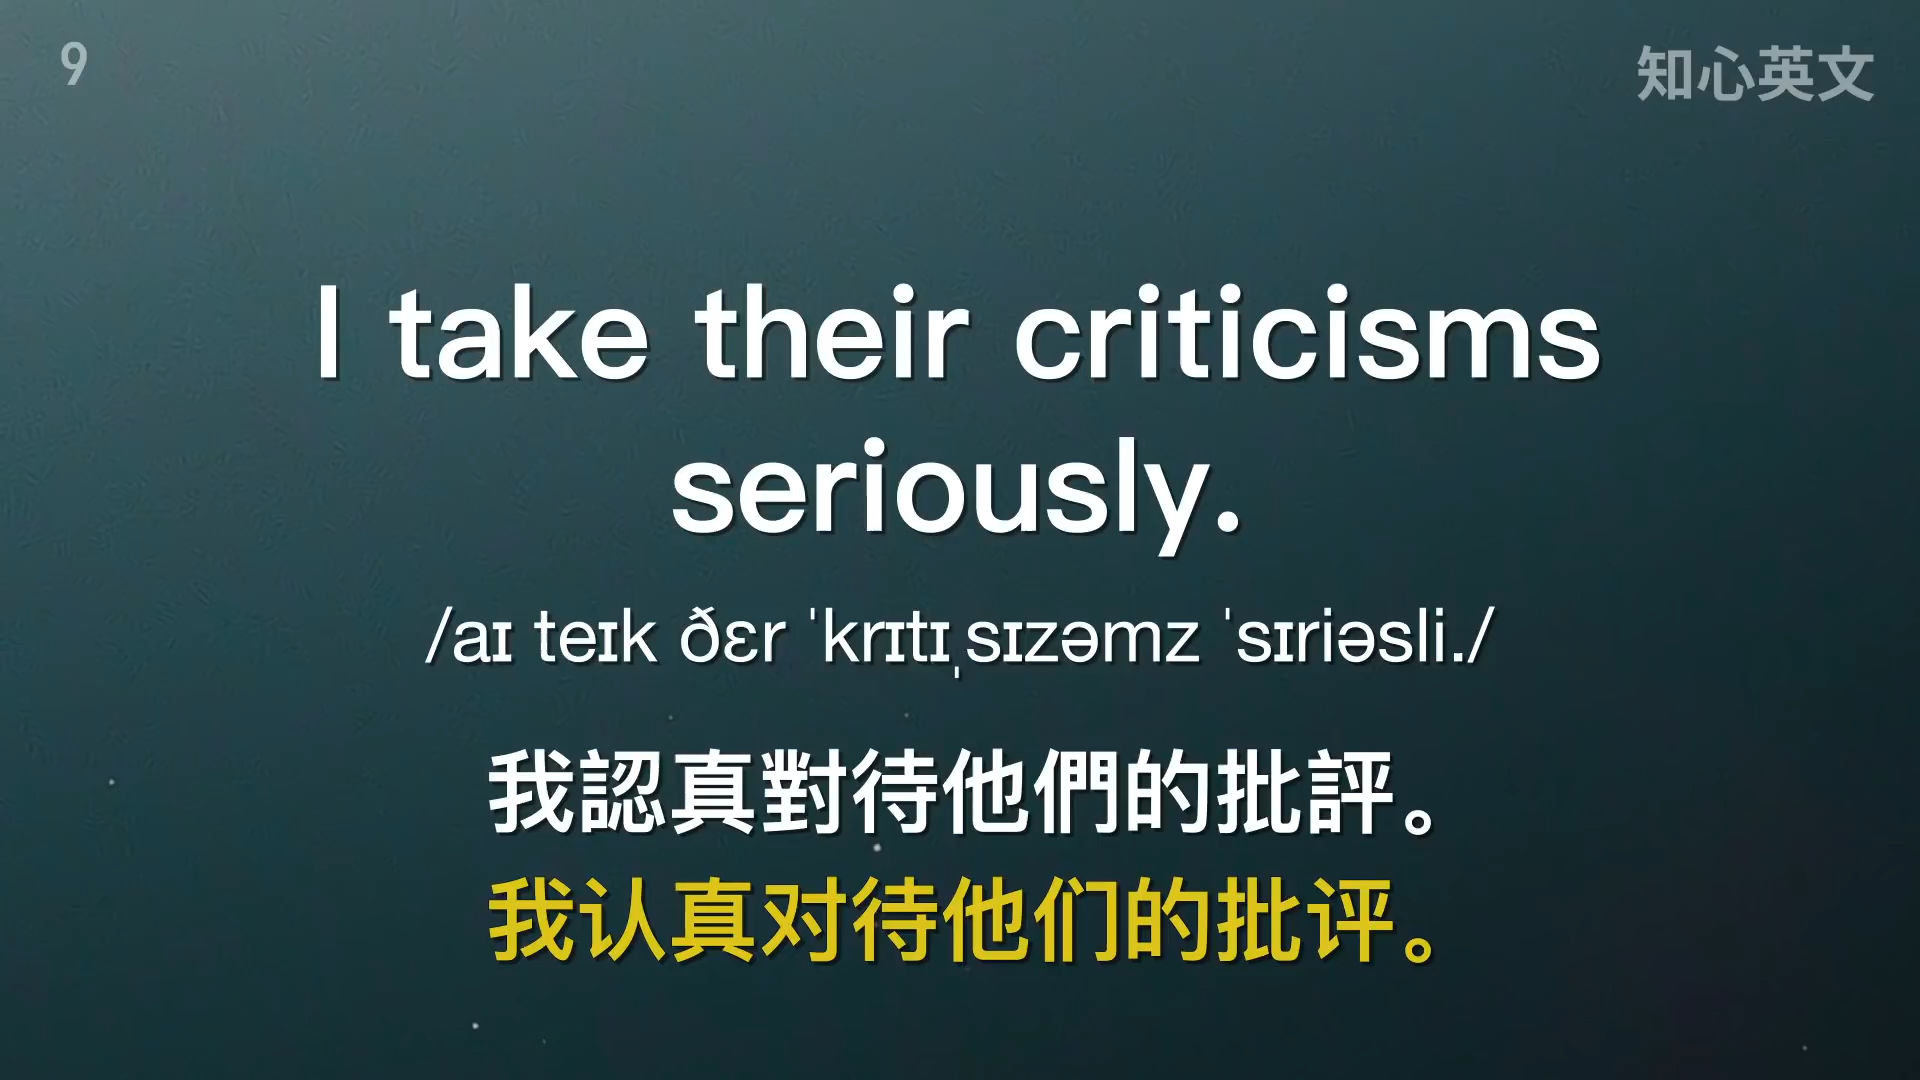 9
知心英文
I take their criticisms
seriously.
/aɪ teɪk ðɛr ˈkrɪtɪˌsɪzəmz ˈsɪriəsli./
我認真對待他們的批評。
我认真对待他们的批评。